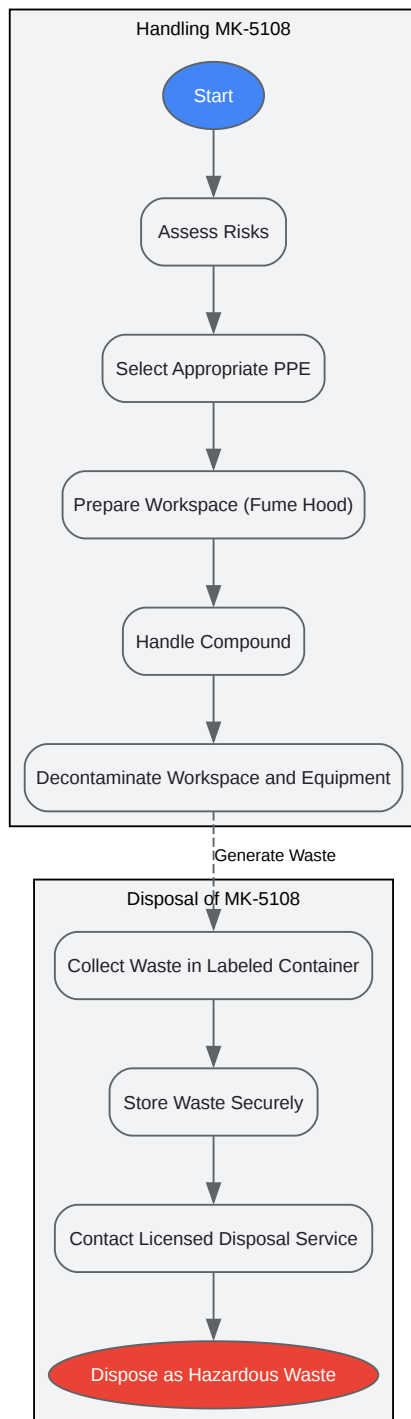 Handling MK-5108
Start
Assess Risks
Select Appropriate PPE
Prepare Workspace (Fume Hood)
Handle Compound
Decontaminate Workspace and Equipment
Generate Waste
Disposal of MK-5108
Collect Waste in Labeled Container
Store Waste Securely
Contact Licensed Disposal Service
Dispose as Hazardous Waste